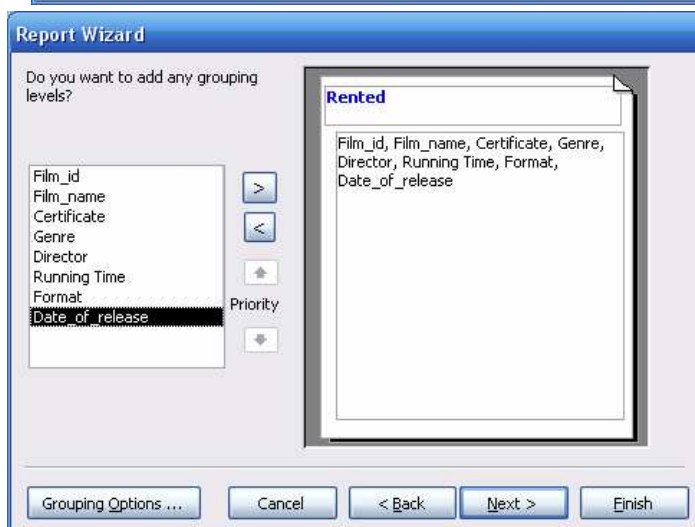 Report Wizard
Do you want to add any grouping
levels?
Film_id
Film_name
Certificate
Genre
Director
Running Time
Format
Date_of_release
>
<
Priority
Rented
Film_id, Film_name, Certificate, Genre,
Director, Running Time, Format,
Date_of_release
Grouping Options ...
Cancel
< Back
Next >
Finish